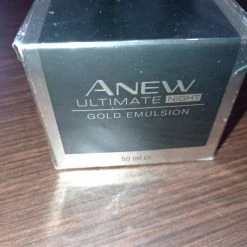 ANEW
ULTIMATE NIGHT
GOLD EMULSION
50 ml ℮